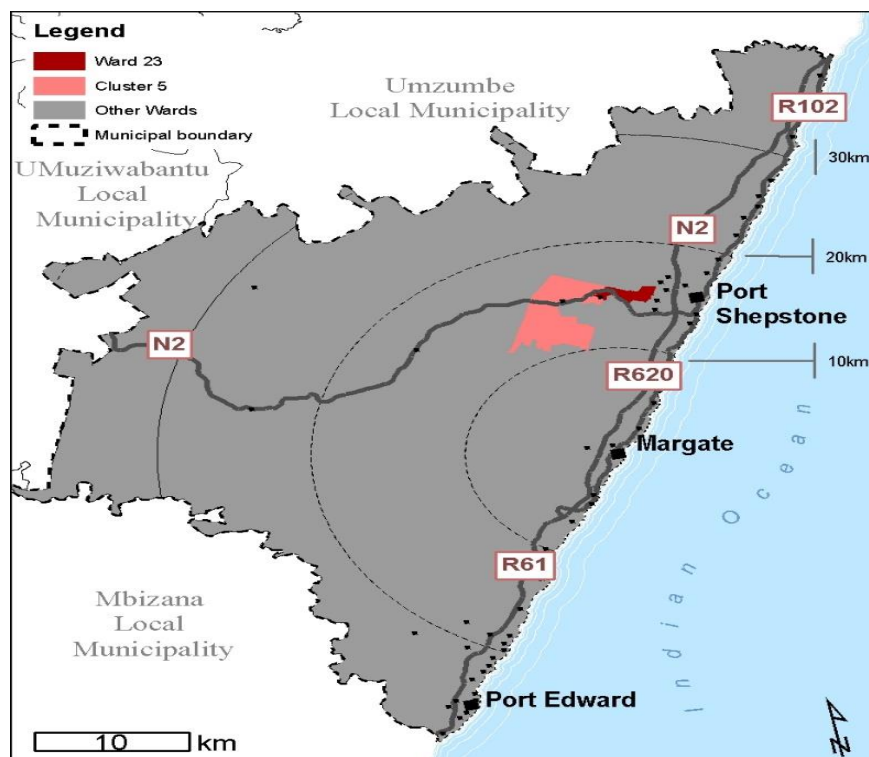 Legend
Ward 23
Cluster 5
Other Wards
Municipal boundary
Umzumbe
Local Municipality
R102
UMuziwabantu
Local
Municipality
30km
N2
20km
Port
Shepstone
N2
10km
R620
Margate
Indian Ocean
R61
Mbizana
Local
Municipality
Port Edward
10 km
N